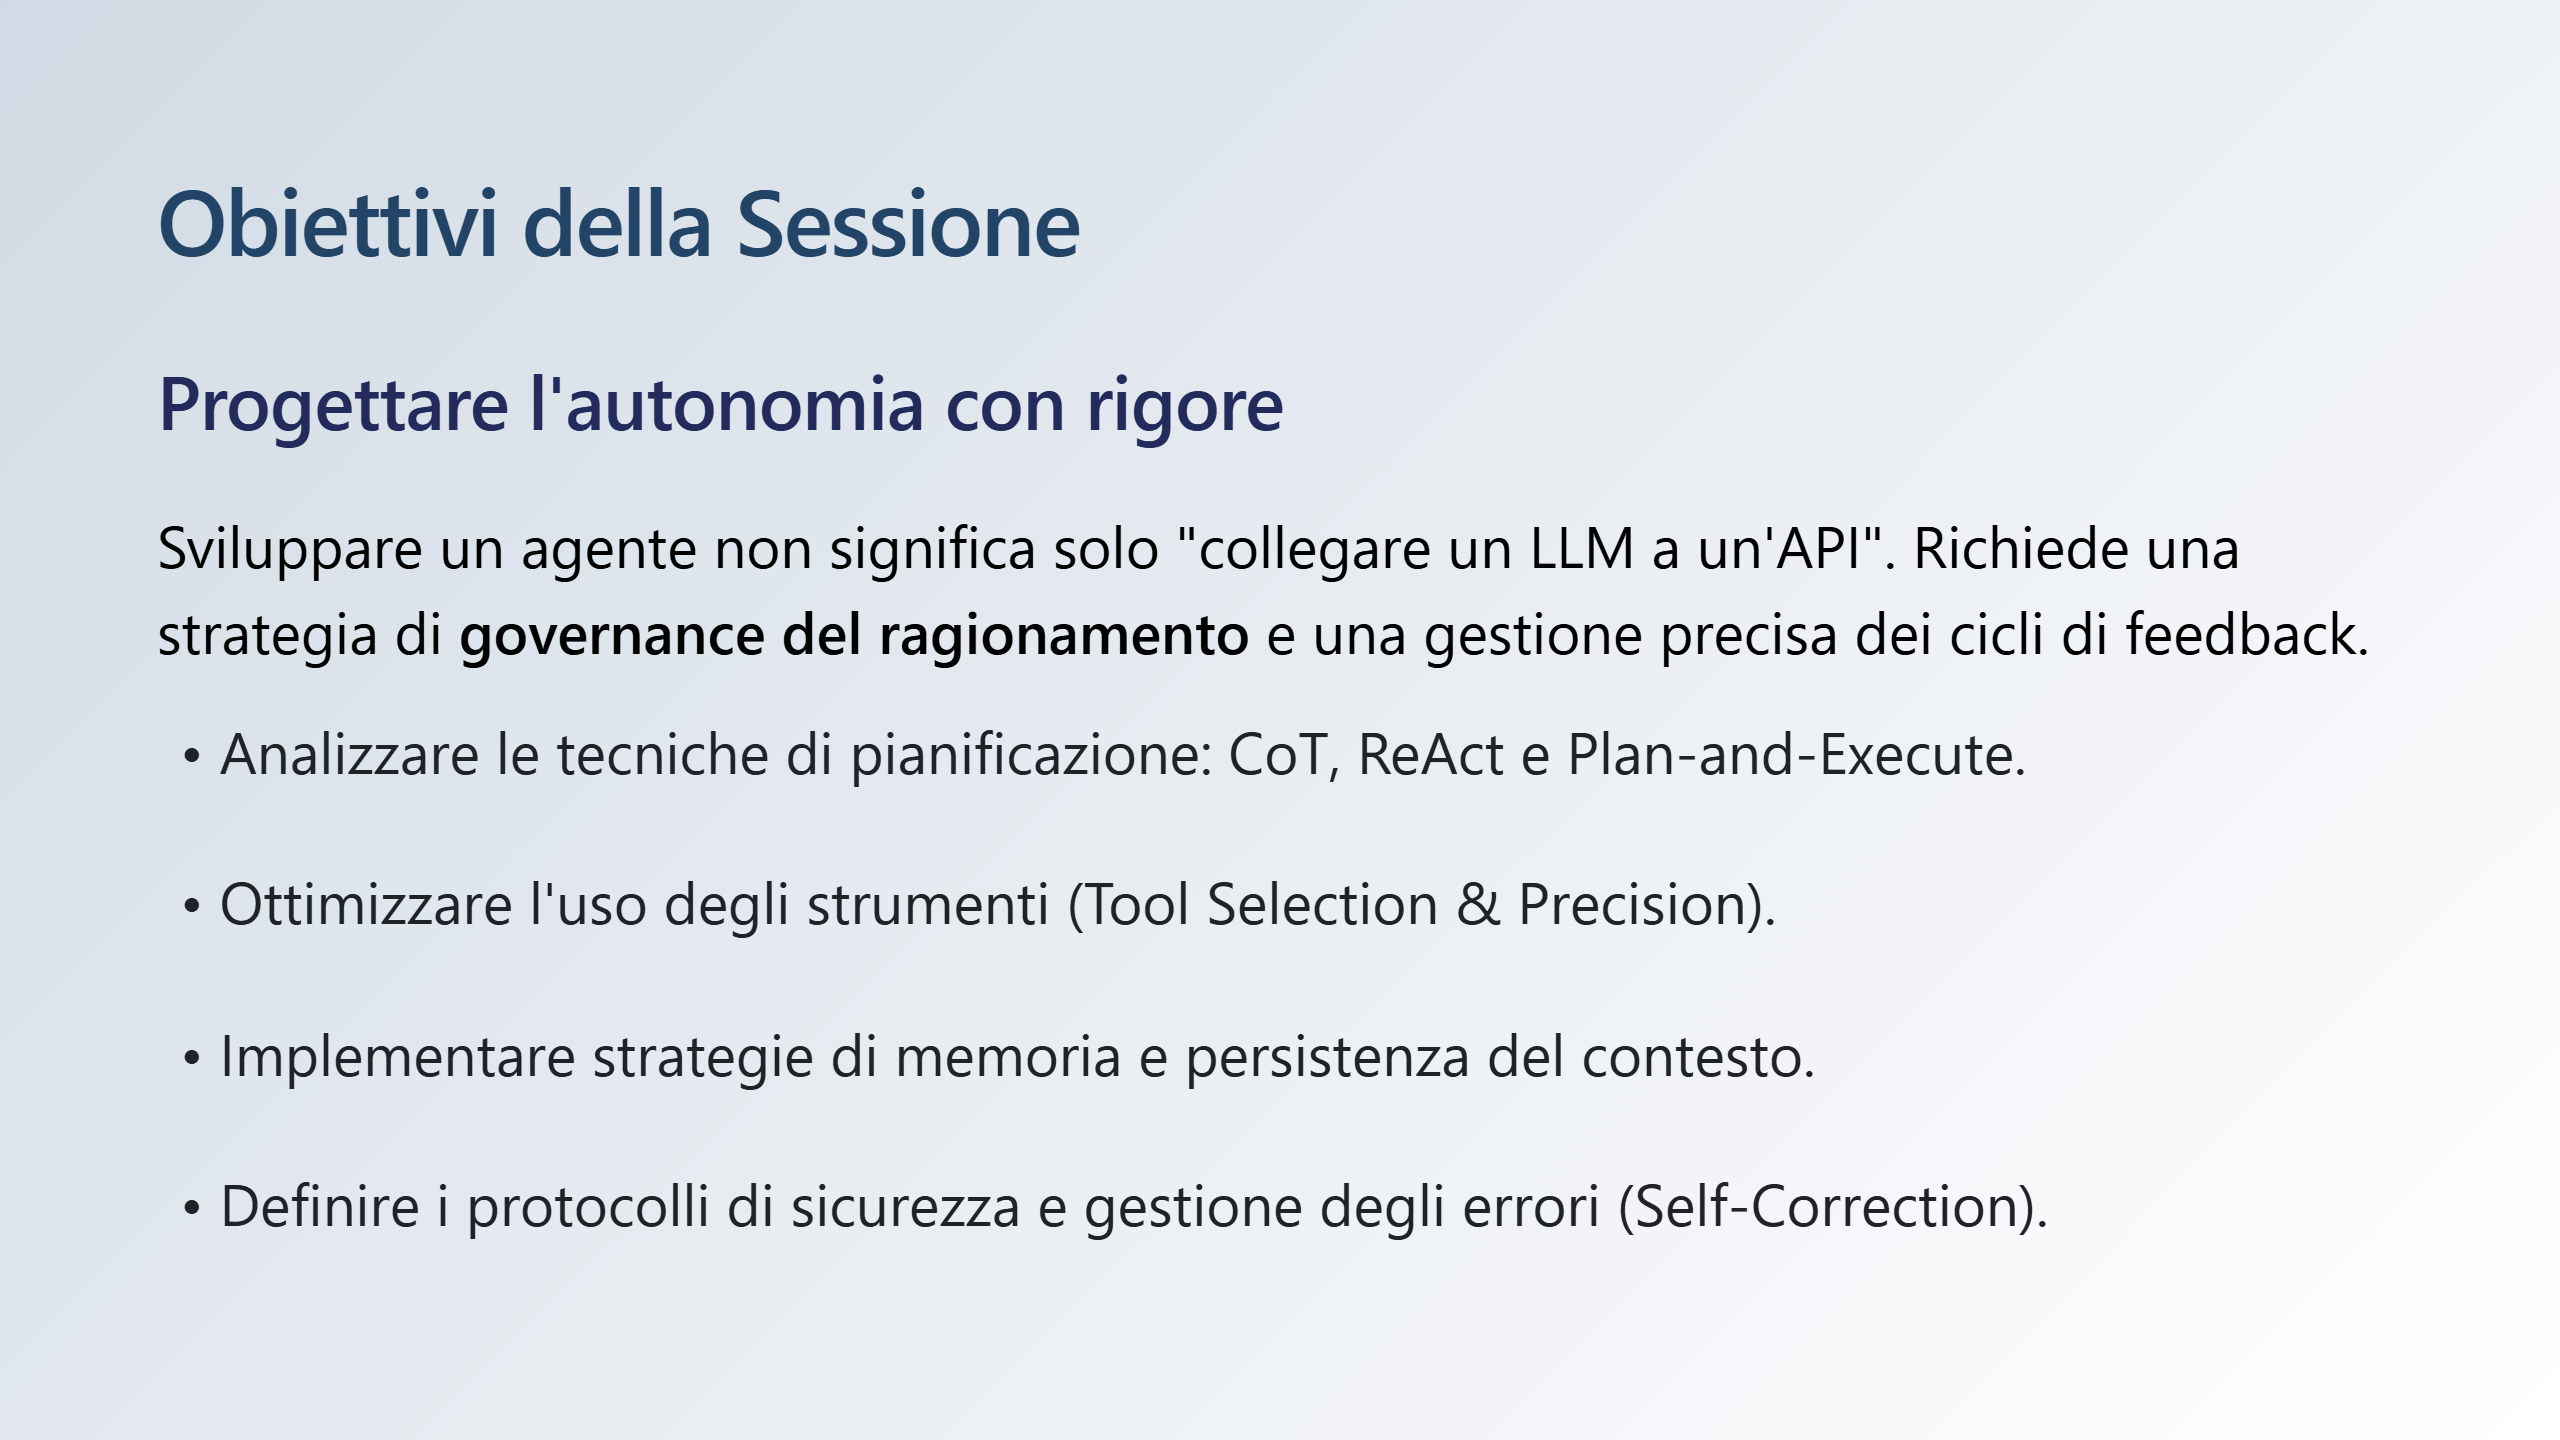 Obiettivi della Sessione
Progettare l'autonomia con rigore
Sviluppare un agente non significa solo "collegare un LLM a un'API". Richiede una
strategia di governance del ragionamento e una gestione precisa dei cicli di feedback.
• Analizzare le tecniche di pianificazione: CoT, ReAct e Plan-and-Execute.
• Ottimizzare l'uso degli strumenti (Tool Selection & Precision).
• Implementare strategie di memoria e persistenza del contesto.
• Definire i protocolli di sicurezza e gestione degli errori (Self-Correction).